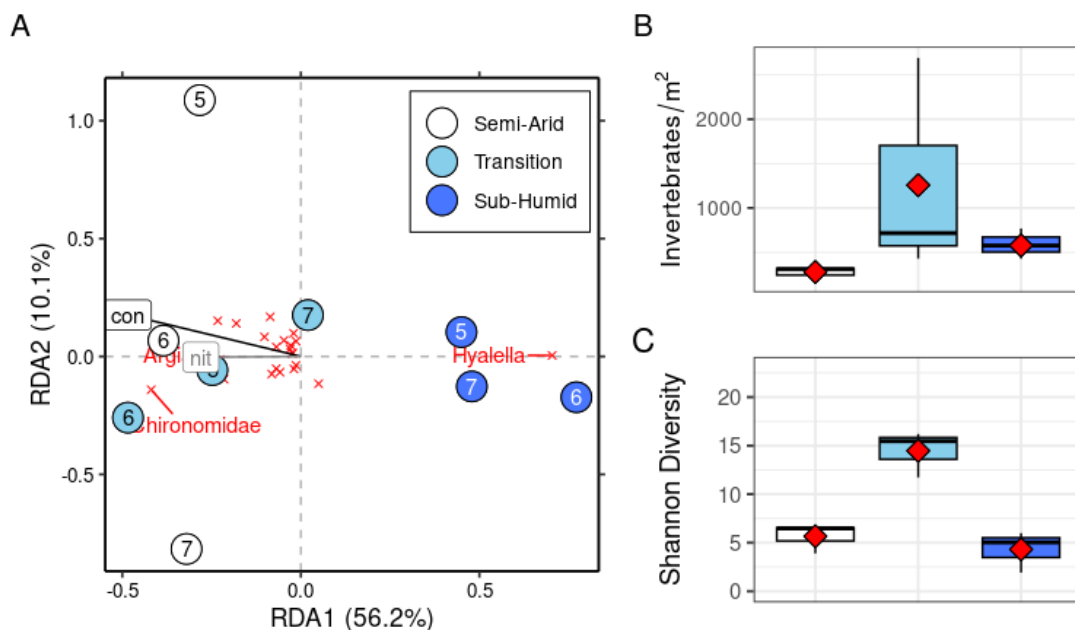 A
RDA2 (10.1%)
1.0
0.5
0.0
-0.5
-0.5
0.0
0.5
RDA1 (56.2%)
Semi-Arid
Transition
Sub-Humid
5
7
con
6
nit
5
Hyalella
7
6
6
Chironomidae
7
B
Invertebrates/m²
2000
1000
C
Shannon Diversity
20
15
10
5
0